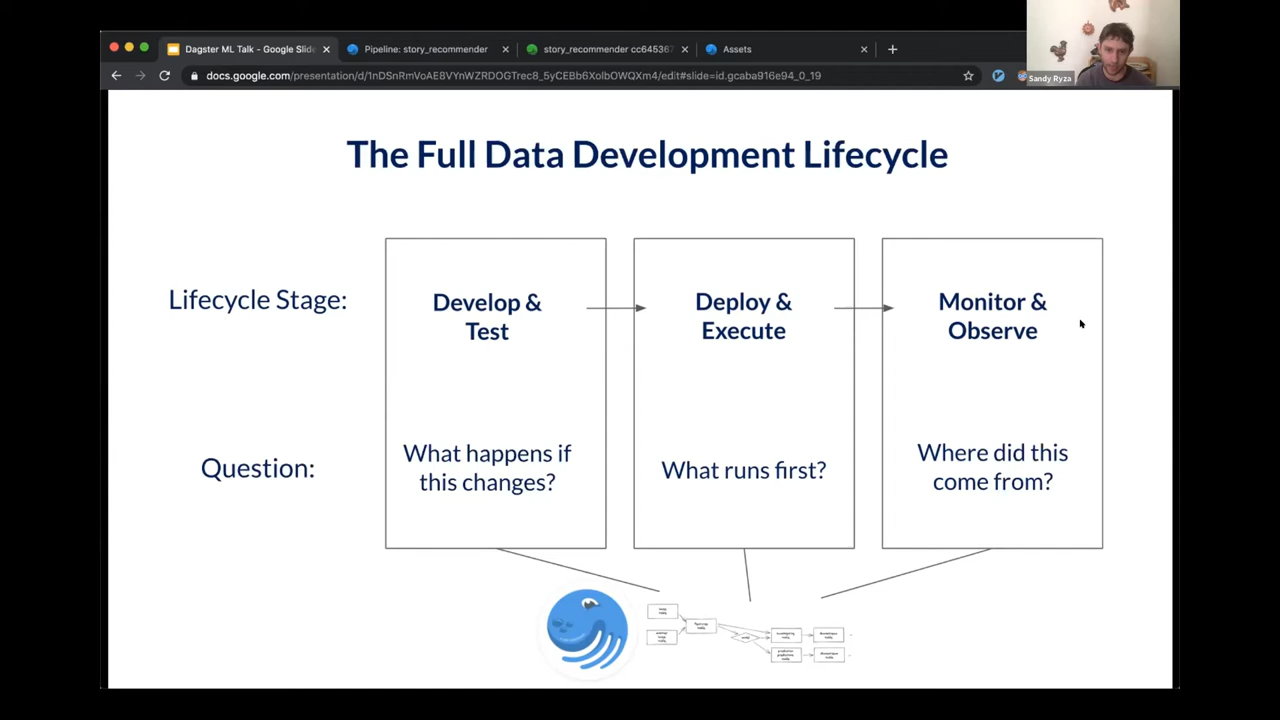 Dagster ML Talk - Google Slide
Pipeline: story_recommender
story_recommender cc645367
Assets
docs.google.com/presentation/d/1nDSnRmVoAE8VYnWZRDOGTrec8_5yCEBb6XolbOWQXm4/edit#slide=id.gcaba916e94_0_19
Sandy Ryza
The Full Data Development Lifecycle
Lifecycle Stage:
Develop &
Test
Deploy &
Execute
Monitor &
Observe
Question:
What happens if
this changes?
What runs first?
Where did this
come from?